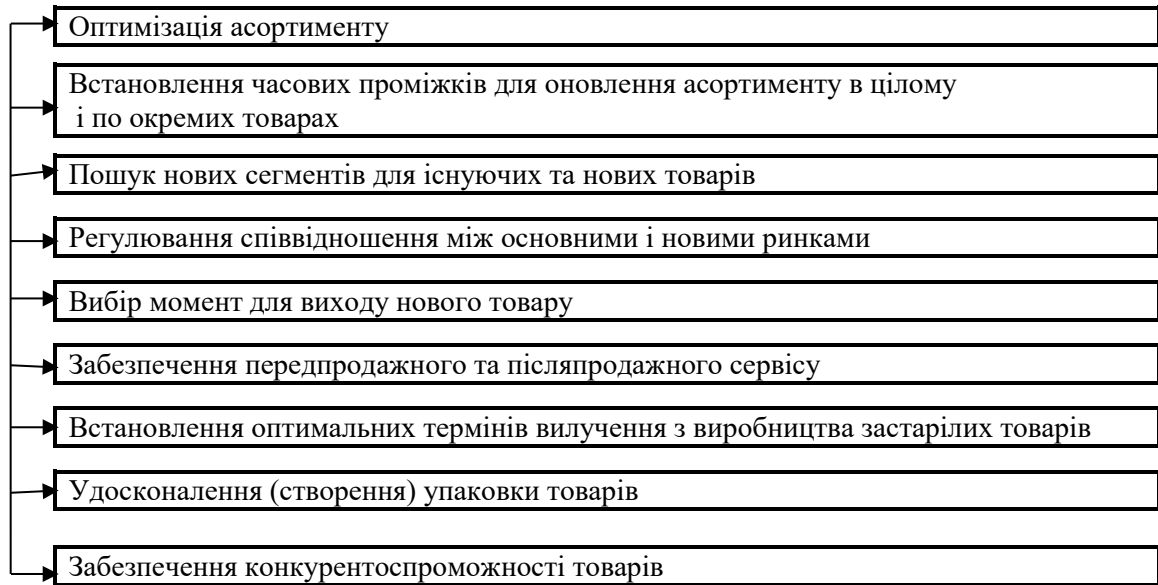 Оптимізація асортименту
Встановлення часових проміжків для оновлення асортименту в цілому
і по окремих товарах
Пошук нових сегментів для існуючих та нових товарів
Регулювання співвідношення між основними і новими ринками
Вибір момент для виходу нового товару
Забезпечення передпродажного та післяпродажного сервісу
Встановлення оптимальних термінів вилучення з виробництва застарілих товарів
Удосконалення (створення) упаковки товарів
Забезпечення конкурентоспроможності товарів